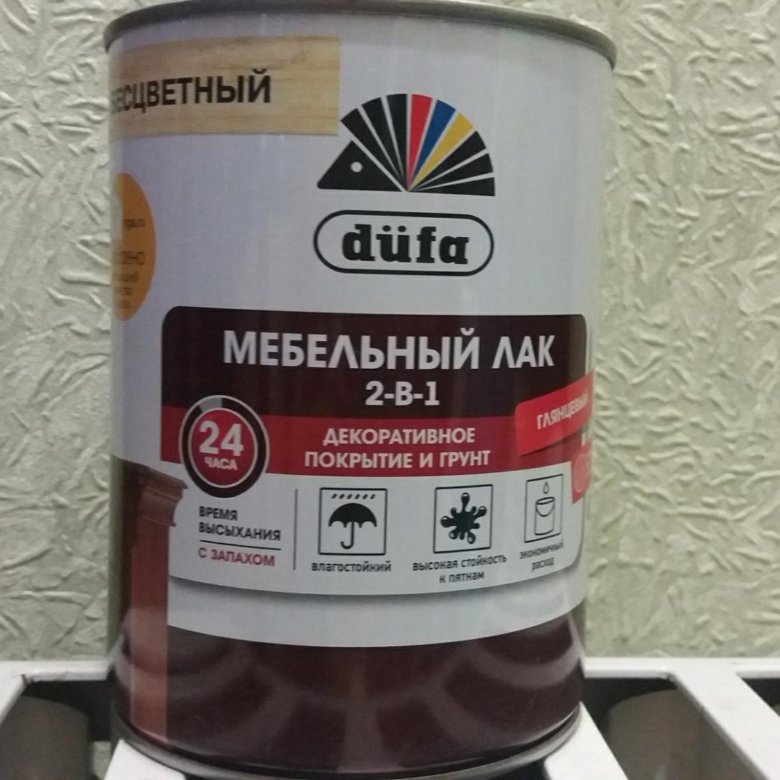 БЕСЦВЕТНЫЙ
düfa
МЕБЕЛЬНЫЙ ЛАК
2-В-1
ГЛЯНЦЕВЫЙ
ДЕКОРАТИВНОЕ
ПОКРЫТИЕ И ГРУНТ
24
ЧАСА
ВРЕМЯ
ВЫСЫХАНИЯ
С ЗАПАХОМ
влагостойкий
высокая стойкость
к пятнам
экономичный
расход